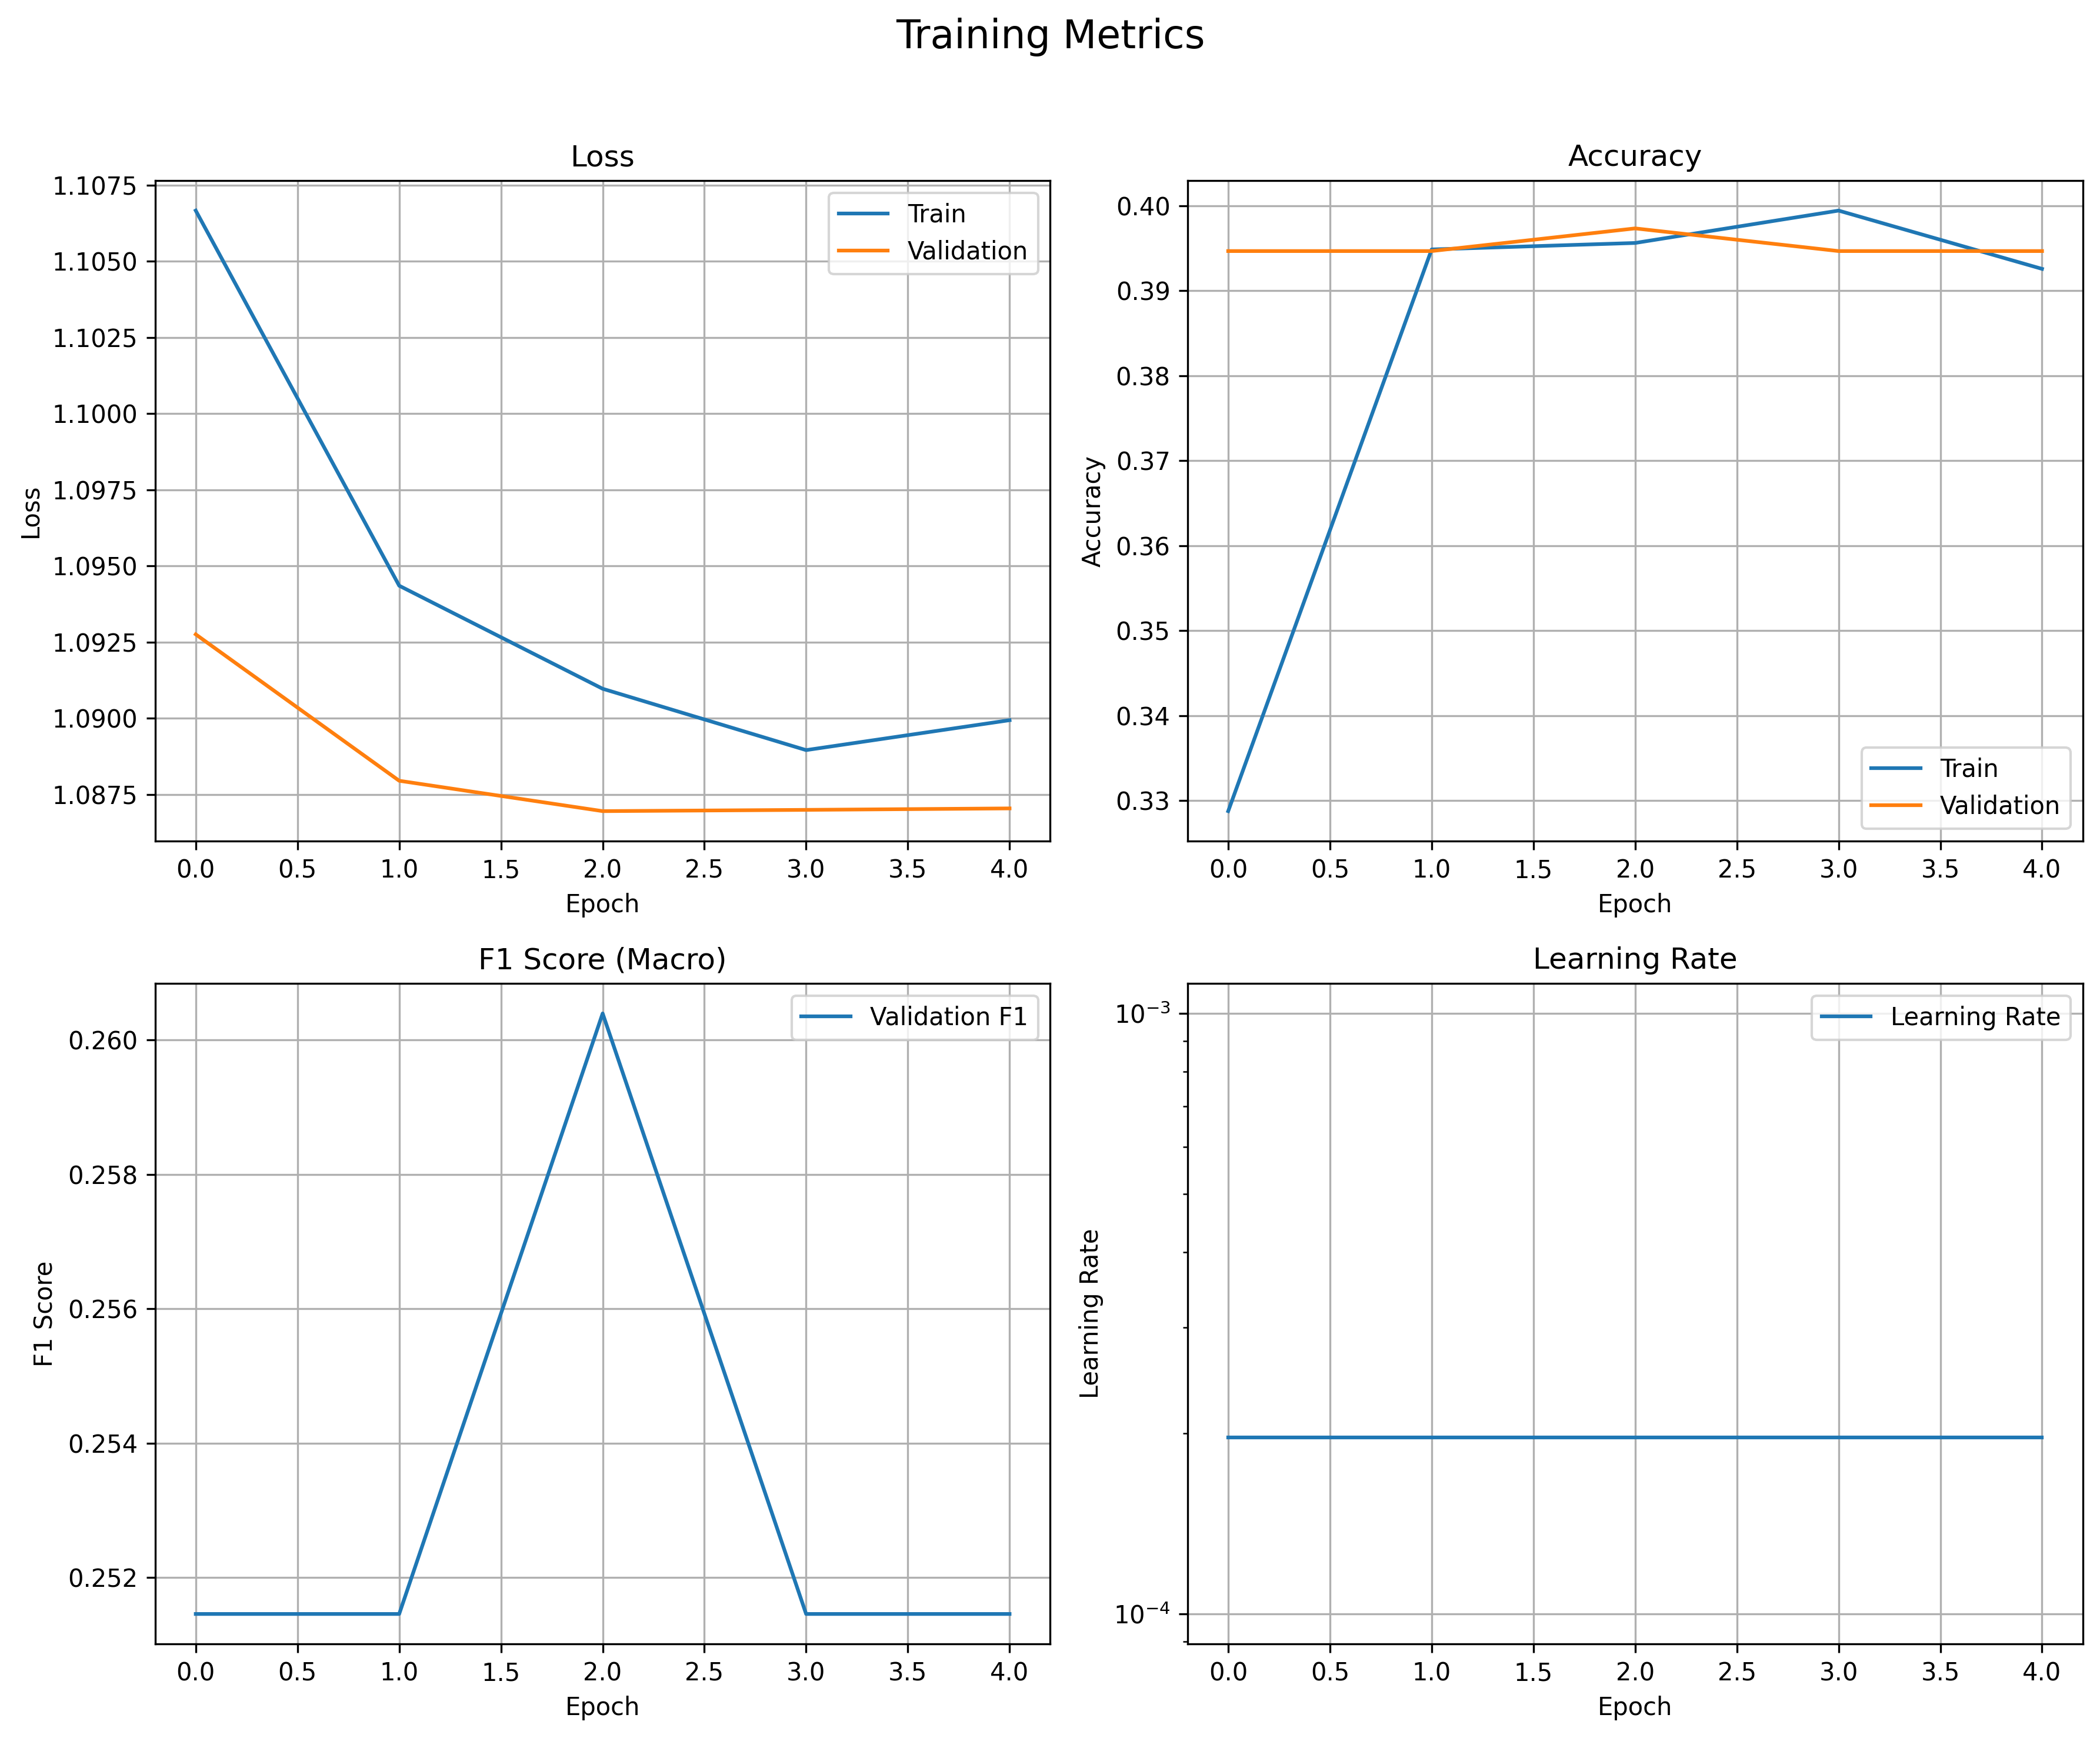 Training Metrics
Loss
1.1075
1.1050
1.1025
1.1000
1.0975
1.0950
1.0925
1.0900
1.0875
Loss
Train
Validation
0.0 0.5 1.0 1.5 2.0 2.5 3.0 3.5 4.0
Epoch
Accuracy
0.40
0.39
0.38
0.37
0.36
0.35
0.34
0.33
Accuracy
Train
Validation
0.0 0.5 1.0 1.5 2.0 2.5 3.0 3.5 4.0
Epoch
F1 Score (Macro)
0.260
0.258
0.256
0.254
0.252
F1 Score
Validation F1
0.0 0.5 1.0 1.5 2.0 2.5 3.0 3.5 4.0
Epoch
Learning Rate
10⁻³
10⁻⁴
Learning Rate
Learning Rate
0.0 0.5 1.0 1.5 2.0 2.5 3.0 3.5 4.0
Epoch